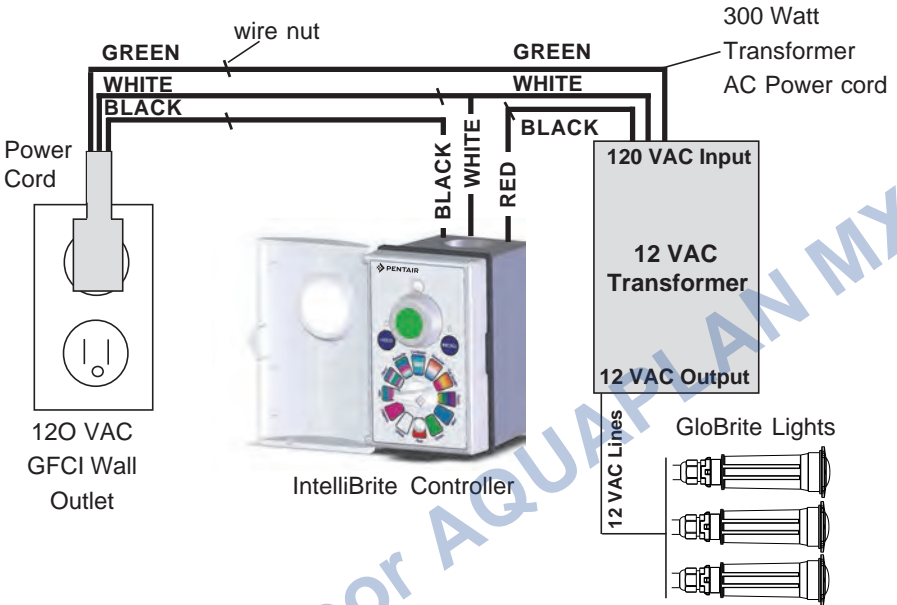 wire nut
300 Watt
Transformer
AC Power cord
GREEN
GREEN
WHITE
WHITE
BLACK
BLACK
Power
Cord
BLACK
WHITE
RED
120 VAC Input
12 VAC
Transformer
12 VAC Output
PENTAIR
12O VAC
GFCI Wall
Outlet
IntelliBrite Controller
12 VAC Lines
GloBrite Lights
or AQUAPLAN MX